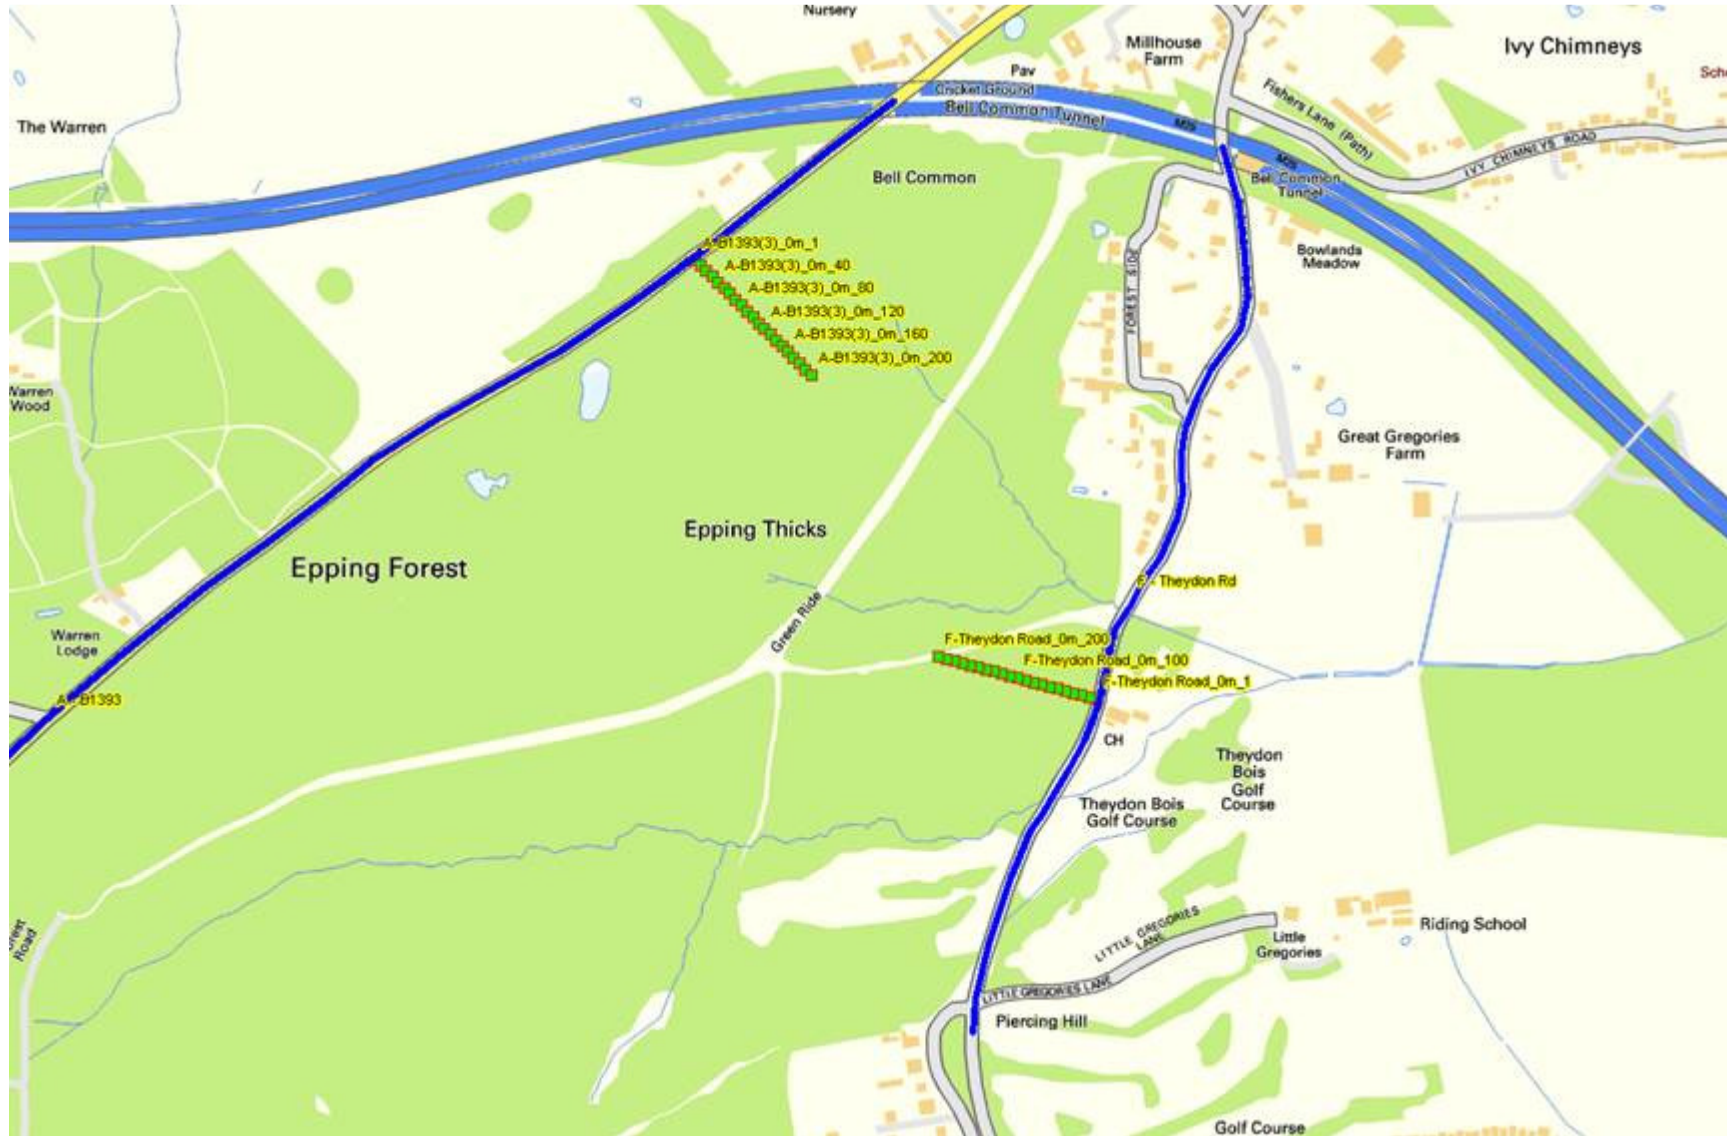 Nursery
Millhouse
Farm
Ivy Chimneys
Pav
Cricket Ground
Bell Common Tunnel
M25
Fishers Lane (Path)
IVY CHIMNEYS ROAD
The Warren
Bell Common
M25
Bell Common
Tunnel
Bowlands
Meadow
FOREST SIDE
A-B1393(3)_0m_1
A-B1393(3)_0m_40
A-B1393(3)_0m_80
A-B1393(3)_0m_120
A-B1393(3)_0m_160
A-B1393(3)_0m_200
Warren
Wood
Great Gregories
Farm
Epping Thicks
Epping Forest
Theydon Rd
Green Ride
Warren
Lodge
F-Theydon Road_0m_200
F-Theydon Road_0m_100
F-Theydon Road_0m_1
A - B1393
CH
Theydon
Bois
Golf
Course
Theydon Bois
Golf Course
Road
LITTLE GREGORIES
LANE
Riding School
Little
Gregories
LITTLE GREGORIES LANE
Piercing Hill
Golf Course